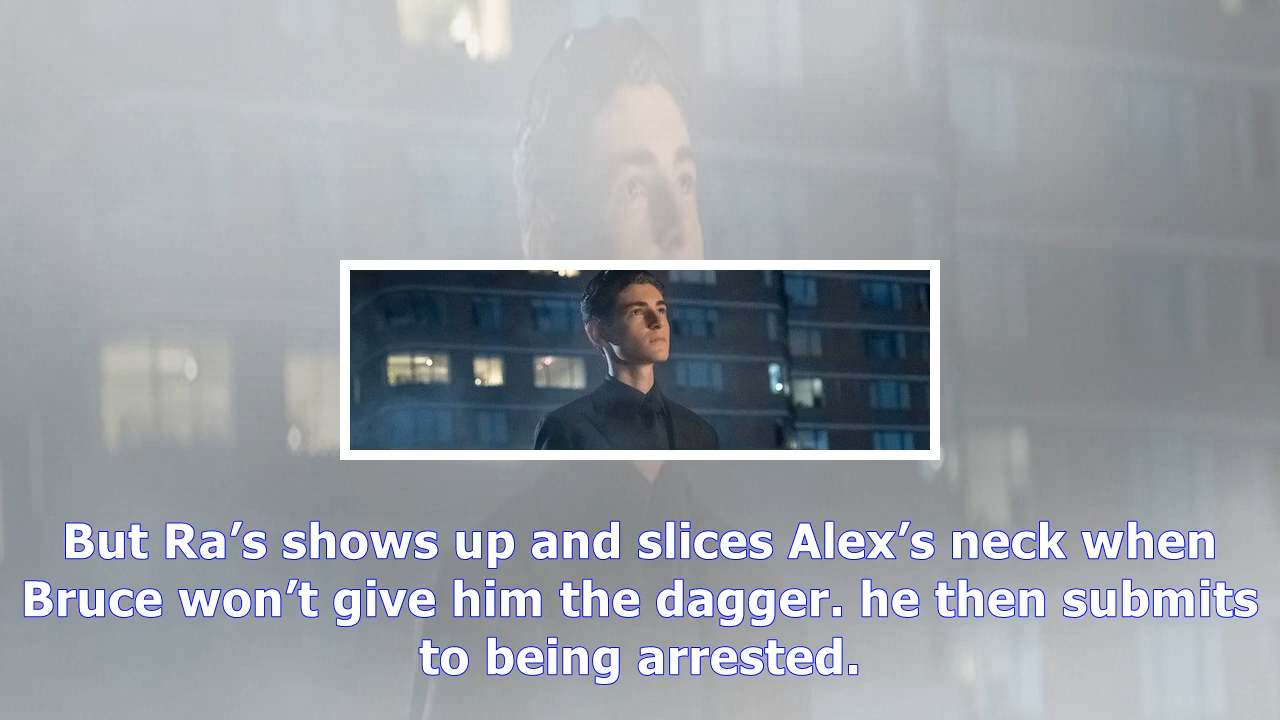 But Ra’s shows up and slices Alex’s neck when
Bruce won’t give him the dagger. he then submits
to being arrested.